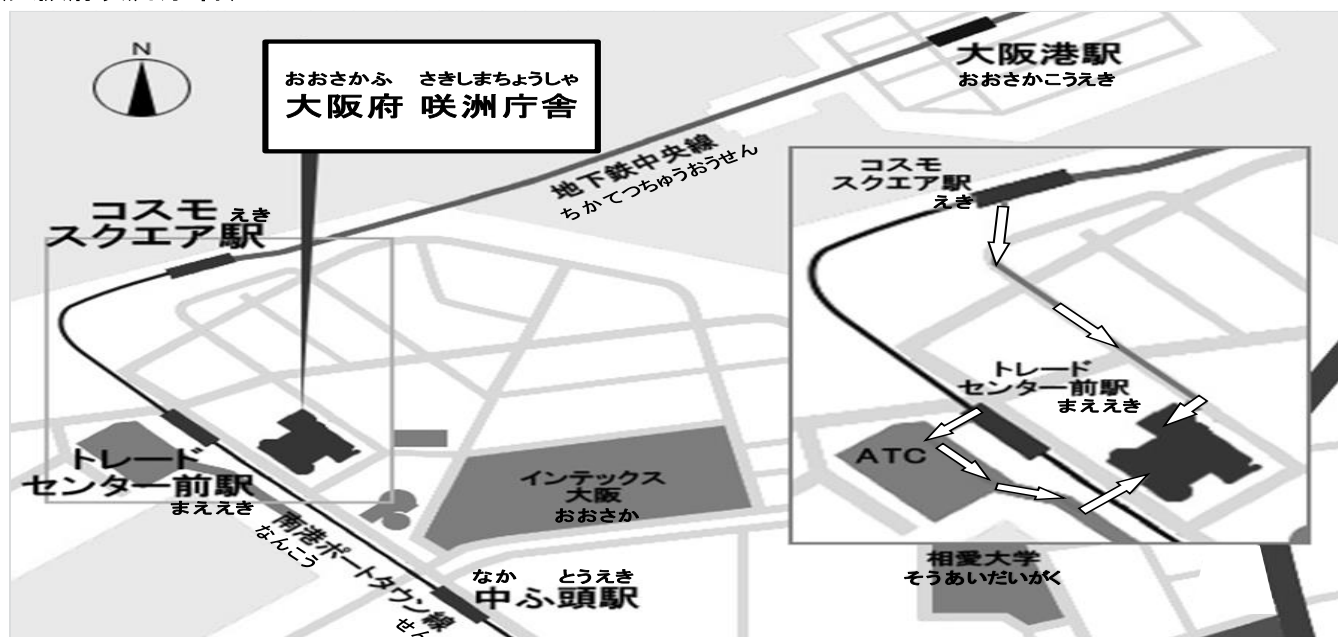 N
おおさかふ さきしまちょうしゃ
大阪府 咲洲庁舎
大阪港駅
おおさかこうえき
地下鉄中央線
ちかてつちゅうおうせん
コスモ
スクエア駅
えき
トレード
センター前駅
まええき
インテックス
大阪
おおさか
南港ポートタウン線
なんこう
せん
なか とうえき
中ふ頭駅
コスモ
スクエア駅
えき
トレード
センター前駅
まええき
ATC
相愛大学
そうあいだいがく